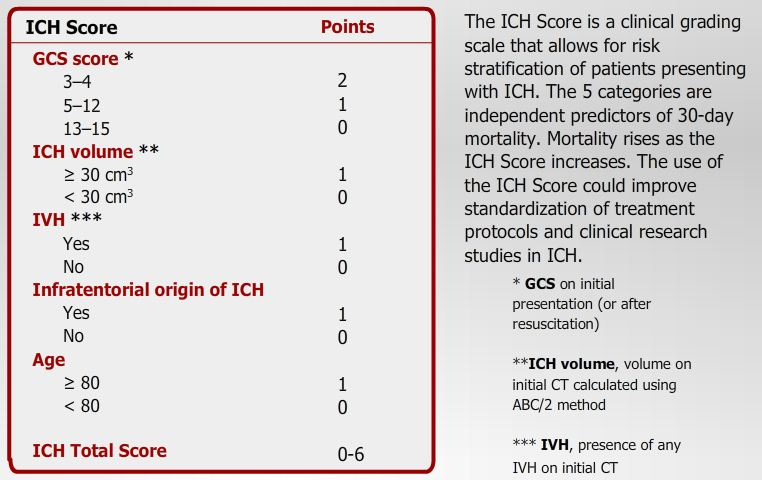 ICH Score Points
GCS score *
3–4 2
5–12 1
13–15 0
ICH volume **
≥ 30 cm³ 1
< 30 cm³ 0
IVH ***
Yes 1
No 0
Infratentorial origin of ICH
Yes 1
No 0
Age
≥ 80 1
< 80 0
ICH Total Score 0-6
The ICH Score is a clinical grading
scale that allows for risk
stratification of patients presenting
with ICH. The 5 categories are
independent predictors of 30-day
mortality. Mortality rises as the
ICH Score increases. The use of
the ICH Score could improve
standardization of treatment
protocols and clinical research
studies in ICH.
* GCS on initial
presentation (or after
resuscitation)
**ICH volume, volume on
initial CT calculated using
ABC/2 method
*** IVH, presence of any
IVH on initial CT